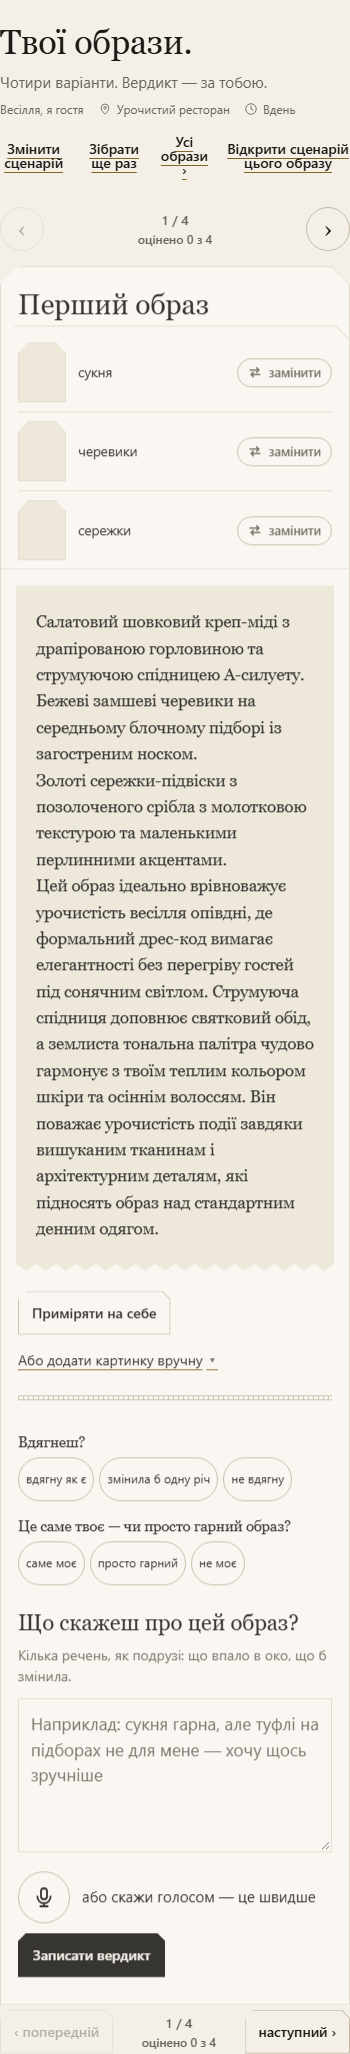 Твої образи.
Чотири варіанти. Вердикт — за тобою.
Весілля, я гостя Урочистий ресторан Вдень
Змінити сценарій
Зібрати ще раз
Усі образи ›
Відкрити сценарій цього образу
‹
1 / 4
оцінено 0 з 4
›
Перший образ
сукня замінити
черевики замінити
сережки замінити
Салатовий шовковий креп-міді з
драпірованою горловиною та
струмуючою спідницею А-силуету.
Бежеві замшеві черевики на
середньому блочному підборі із
загостреним носком.
Золоті сережки-підвіски з
позолоченого срібла з молотковою
текстурою та маленькими
перлинними акцентами.
Цей образ ідеально врівноважує
урочистість весілля опівдні, де
формальний дрес-код вимагає
елегантності без перегріву гостей
під сонячним світлом. Струмуюча
спідниця доповнює святковий обід,
а землиста тональна палітра чудово
гармонує з твоїм теплим кольором
шкіри та осіннім волоссям. Він
поважає урочистість події завдяки
вишуканим тканинам і
архітектурним деталям, які
підносять образ над стандартним
денним одягом.
Приміряти на себе
Або додати картинку вручну ▾
Вдягнеш?
вдягну як є змінила б одну річ не вдягну
Це саме твоє — чи просто гарний образ?
саме моє просто гарний не моє
Що скажеш про цей образ?
Кілька речень, як подрузі: що впало в око, що б
змінила.
Наприклад: сукня гарна, але туфлі на
підборах не для мене — хочу щось
зручніше
або скажи голосом — це швидше
Записати вердикт
‹ попередній
1 / 4
оцінено 0 з 4
наступний ›